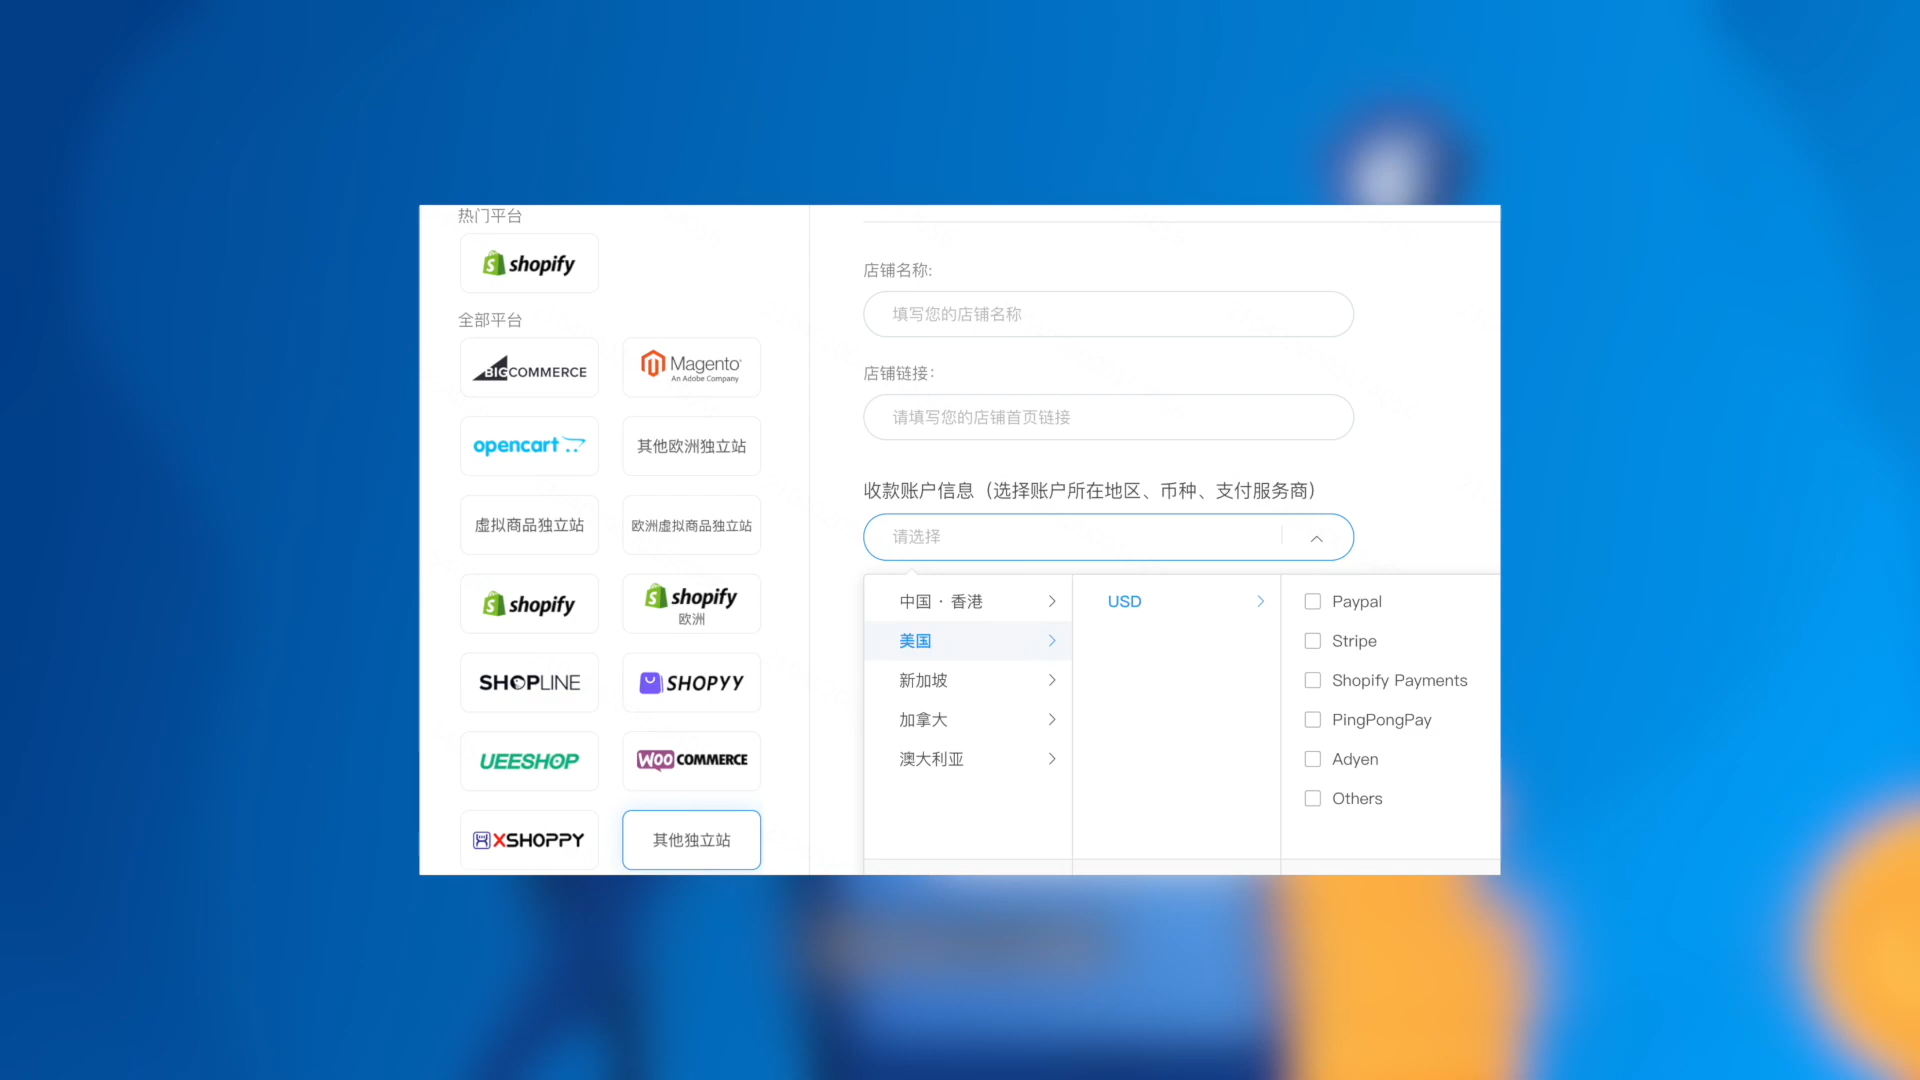 热门平台
shopify
全部平台
BIGCOMMERCE
Magento
An Adobe Company
opencart
其他欧洲独立站
虚拟商品独立站
欧洲虚拟商品独立站
shopify
shopify
欧洲
SHOPLINE
SHOPYY
UEESHOP
WOOCOMMERCE
XSHOPPY
其他独立站
店铺名称:
填写您的店铺名称
店铺链接:
请填写您的店铺首页链接
收款账户信息（选择账户所在地区、币种、支付服务商）
请选择
中国 · 香港
美国
新加坡
加拿大
澳大利亚
USD
Paypal
Stripe
Shopify Payments
PingPongPay
Adyen
Others